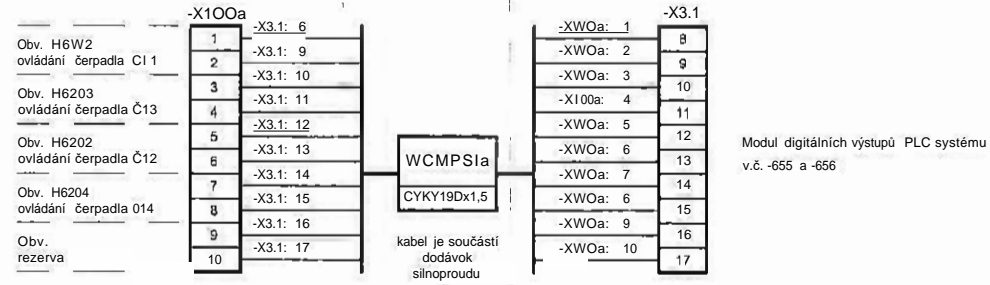 -X1OOa
Obv. H6W2
ovládání čerpadla CI 1
Obv. H6203
ovládání čerpadla Č13
Obv. H6202
ovládání čerpadla Č12
Obv. H6204
ovládání čerpadla 014
Obv.
rezerva
1
2
3
4
5
6
7
8
9
10
-X3.1: 6
-X3.1: 9
-X3.1: 10
-X3.1: 11
-X3.1: 12
-X3.1: 13
-X3.1: 14
-X3.1: 15
-X3.1: 16
-X3.1: 17
WCMPSIa
CYKY19Dx1,5
kabel je součástí
dodávok
silnoproudu
-XWOa: 1
-XWOa: 2
-XWOa: 3
-XI00a: 4
-XWOa: 5
-XWOa: 6
-XWOa: 7
-XWOa: 6
-XWOa: 9
-XWOa: 10
-X3.1
8
9
10
11
12
13
14
15
16
17
Modul digitálních výstupů PLC systému
v.č. -655 a -656